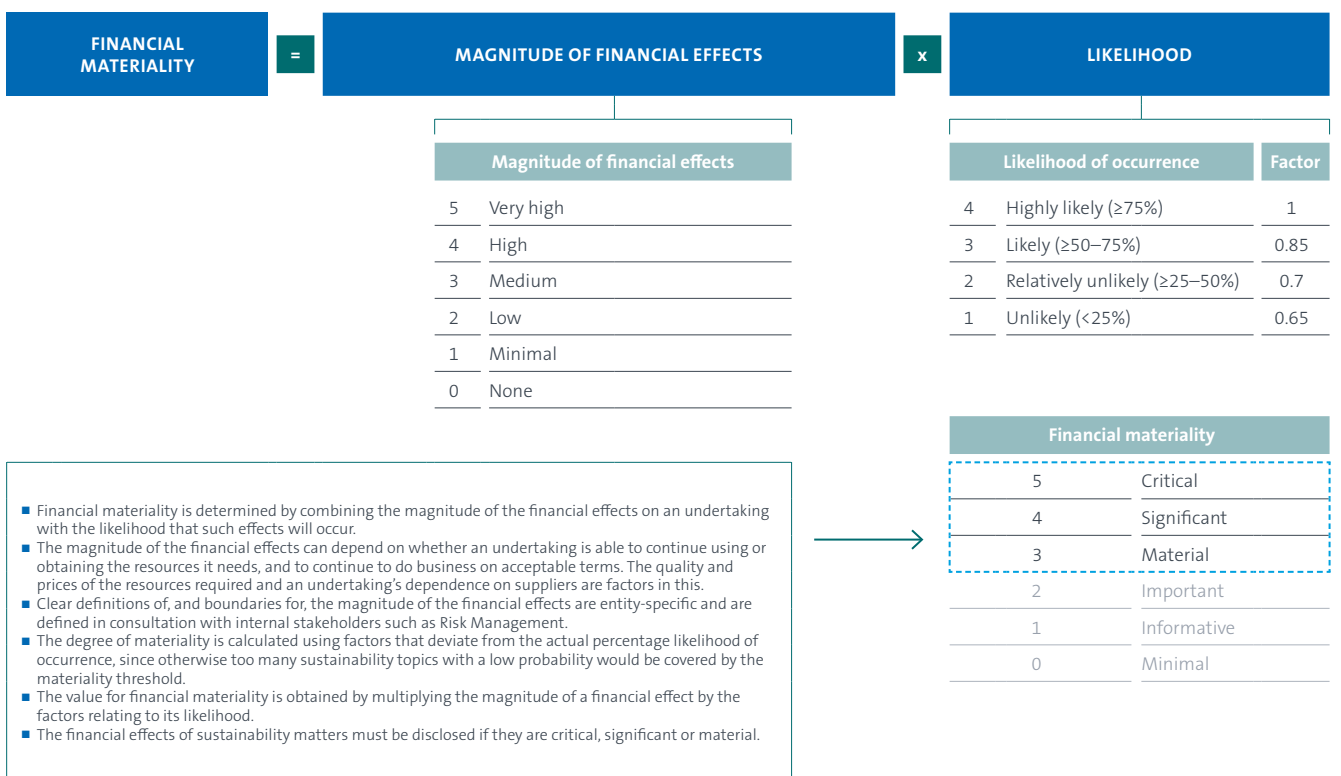 FINANCIAL
MATERIALITY
=
MAGNITUDE OF FINANCIAL EFFECTS
x
LIKELIHOOD
Magnitude of financial effects
5 Very high
4 High
3 Medium
2 Low
1 Minimal
0 None
Likelihood of occurrence Factor
4 Highly likely (≥75%) 1
3 Likely (≥50–75%) 0.85
2 Relatively unlikely (≥25–50%) 0.7
1 Unlikely (<25%) 0.65
■ Financial materiality is determined by combining the magnitude of the financial effects on an undertaking
with the likelihood that such effects will occur.
■ The magnitude of the financial effects can depend on whether an undertaking is able to continue using or
obtaining the resources it needs, and to continue to do business on acceptable terms. The quality and
prices of the resources required and an undertaking’s dependence on suppliers are factors in this.
■ Clear definitions of, and boundaries for, the magnitude of the financial effects are entity-specific and are
defined in consultation with internal stakeholders such as Risk Management.
■ The degree of materiality is calculated using factors that deviate from the actual percentage likelihood of
occurrence, since otherwise too many sustainability topics with a low probability would be covered by the
materiality threshold.
■ The value for financial materiality is obtained by multiplying the magnitude of a financial effect by the
factors relating to its likelihood.
■ The financial effects of sustainability matters must be disclosed if they are critical, significant or material.
Financial materiality
5 Critical
4 Significant
3 Material
2 Important
1 Informative
0 Minimal